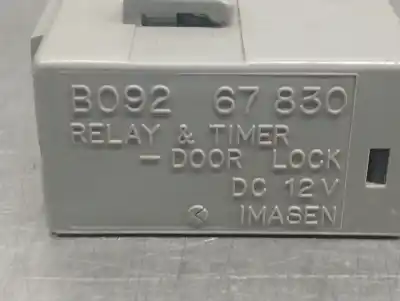 B092 67 830
RELAY & TIMER
- DOOR LOCK
DC 12V
IMASEN